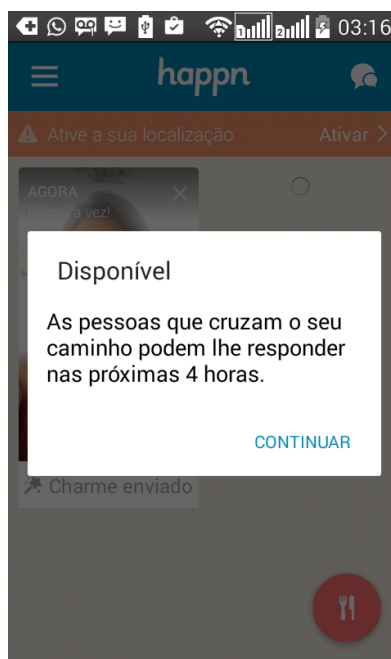 03:16
happn
Ative a sua localização Ativar >
AGORA
Primeira vez!
Disponível
As pessoas que cruzam o seu
caminho podem lhe responder
nas próximas 4 horas.
CONTINUAR
Charme enviado